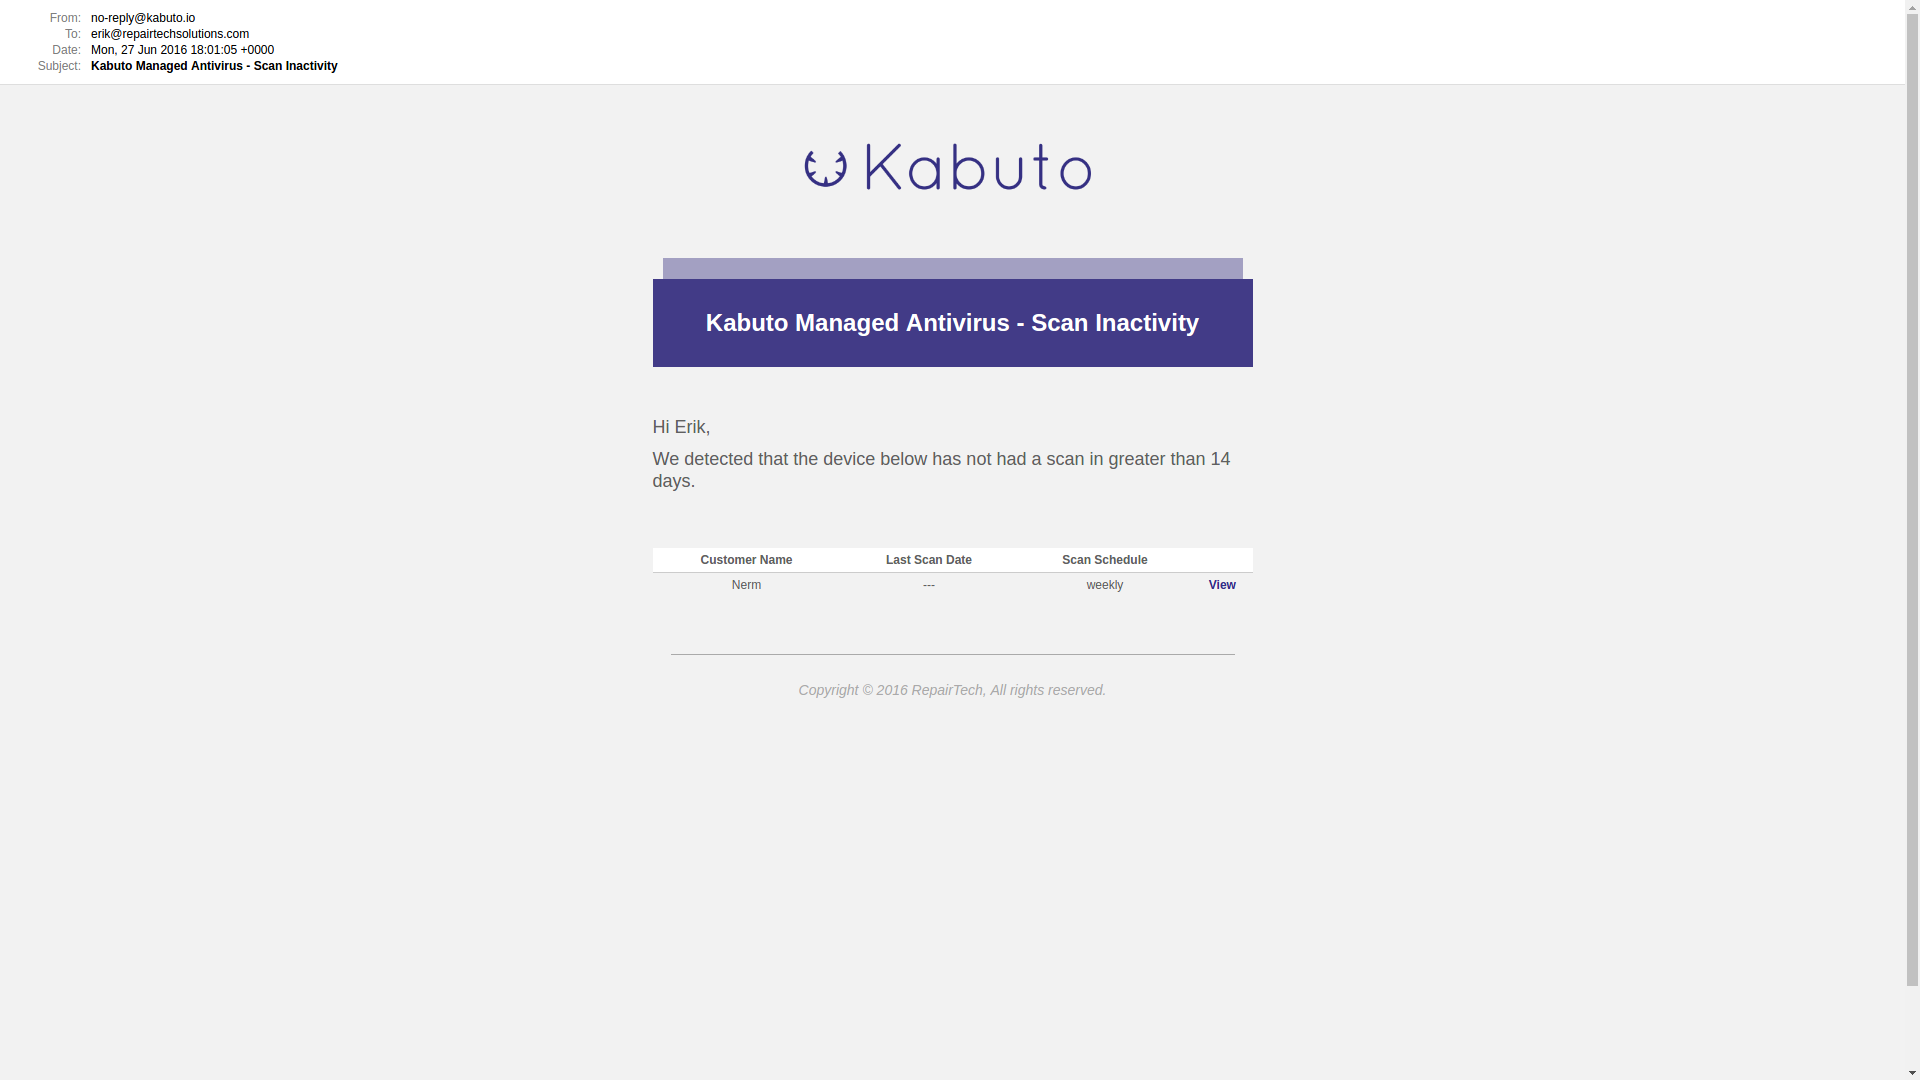 From: no-reply@kabuto.io
To: erik@repairtechsolutions.com
Date: Mon, 27 Jun 2016 18:01:05 +0000
Subject: Kabuto Managed Antivirus - Scan Inactivity
Kabuto
Kabuto Managed Antivirus - Scan Inactivity
Hi Erik,
We detected that the device below has not had a scan in greater than 14
days.
Customer Name Last Scan Date Scan Schedule
Nerm --- weekly View
Copyright © 2016 RepairTech, All rights reserved.